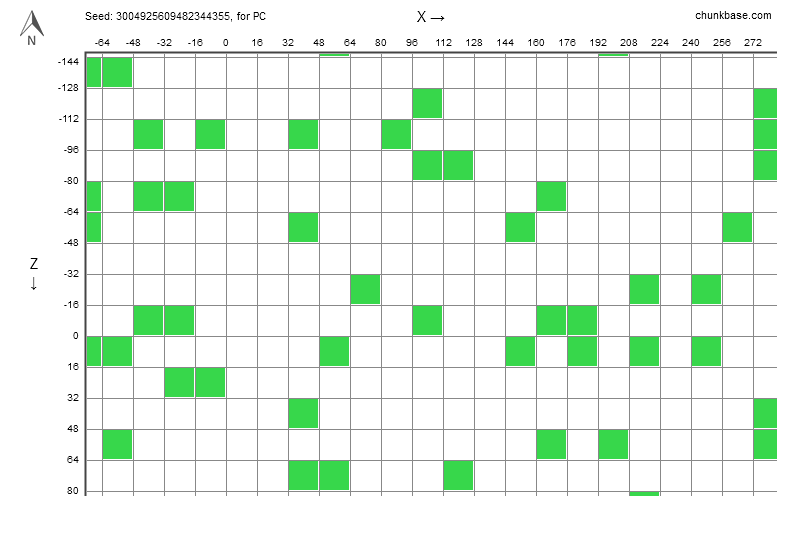 Seed: 3004925609482344355, for PC
X →
chunkbase.com
N
-64 -48 -32 -16 0 16 32 48 64 80 96 112 128 144 160 176 192 208 224 240 256 272
-144
-128
-112
-96
-80
-64
-48
Z
↓
-32
-16
0
16
32
48
64
80